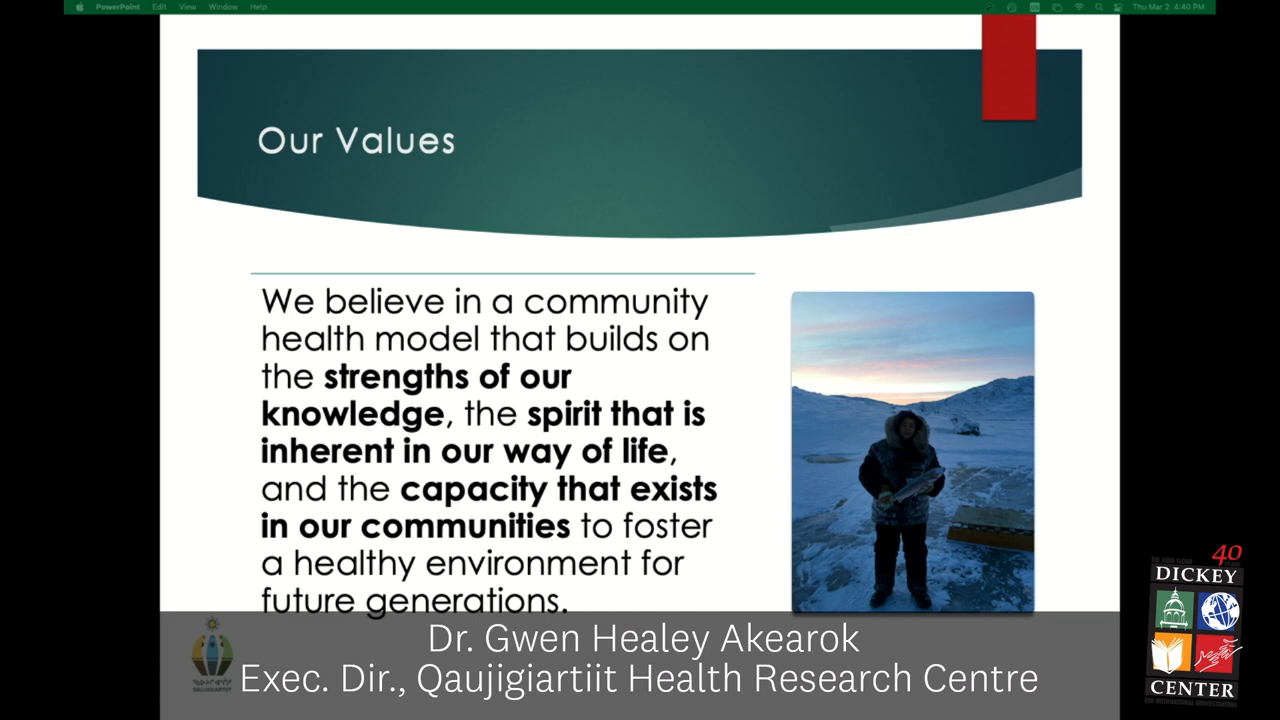 PowerPoint Edit View Window Help Thu Mar 2 4:40 PM
Our Values
We believe in a community
health model that builds on
the strengths of our
knowledge, the spirit that is
inherent in our way of life,
and the capacity that exists
in our communities to foster
a healthy environment for
future generations.
Dr. Gwen Healey Akearok
Exec. Dir., Qaujigiartiit Health Research Centre
40
DICKEY
CENTER
FOR INTERNATIONAL UNDERSTANDING